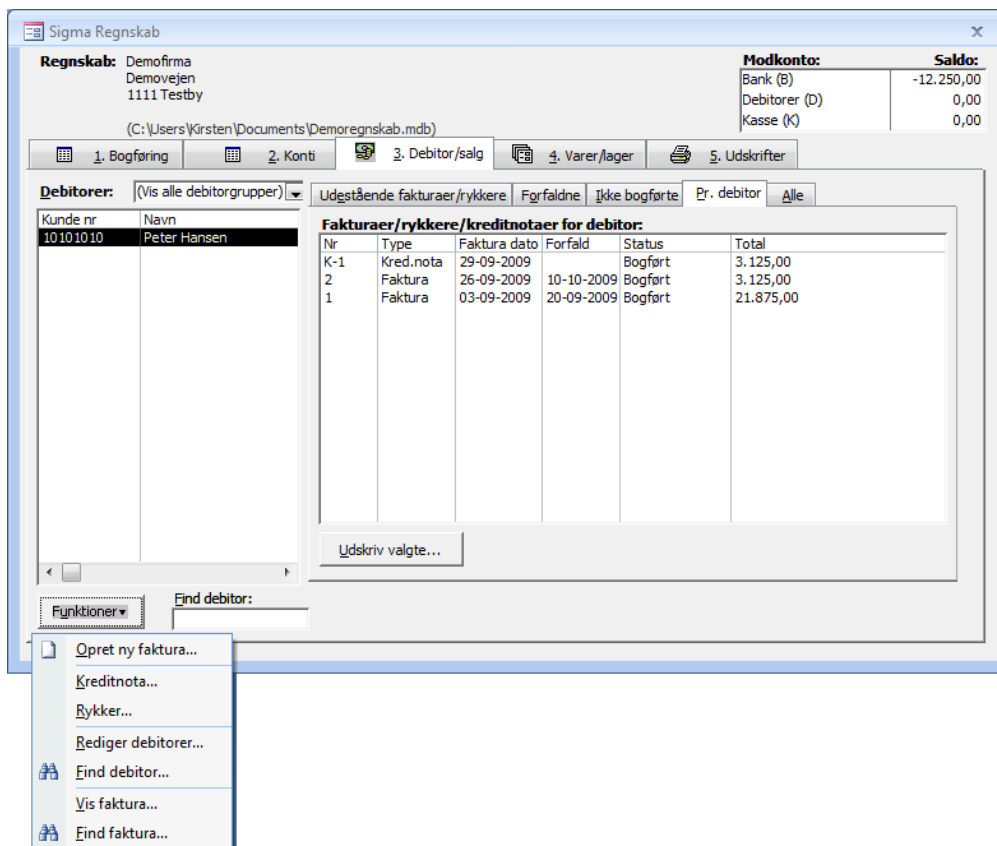 Sigma Regnskab
x
Regnskab: Demofirma
Demovejen
1111 Testby
(C:\Users\Kirsten\Documents\Demoregnskab.mdb)
Modkonto: Saldo:
Bank (B) -12.250,00
Debitorer (D) 0,00
Kasse (K) 0,00
1. Bogføring 2. Konti 3. Debitor/salg 4. Varer/lager 5. Udskrifter
Debitorer: (Vis alle debitorgrupper)
Kunde nr Navn
10101010 Peter Hansen
Udestående fakturaer/rykkere Forfaldne Ikke bogførte Pr. debitor Alle
Fakturaer/rykkere/kreditnotaer for debitor:
Nr Type Faktura dato Forfald Status Total
K-1 Kred.nota 29-09-2009 Bogført 3.125,00
2 Faktura 26-09-2009 10-10-2009 Bogført 3.125,00
1 Faktura 03-09-2009 20-09-2009 Bogført 21.875,00
Udskriv valgte...
Funktioner
Find debitor:
Opret ny faktura...
Kreditnota...
Rykker...
Rediger debitorer...
Find debitor...
Vis faktura...
Find faktura...